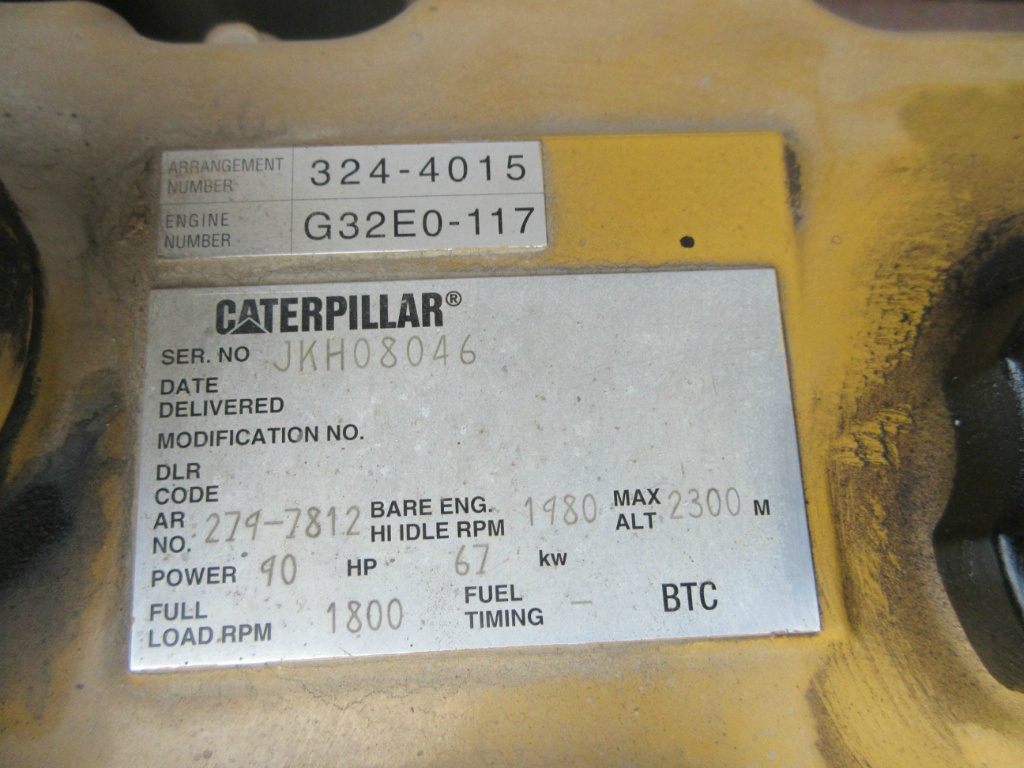 ARRANGEMENT NUMBER 324-4015
ENGINE NUMBER G32E0-117
CATERPILLAR®
SER. NO JKH08046
DATE DELIVERED
MODIFICATION NO.
DLR CODE
AR NO. 279-7812 BARE ENG. HI IDLE RPM 1980 MAX ALT 2300 M
POWER 90 HP 67 kw
FULL LOAD RPM 1800 FUEL TIMING – BTC